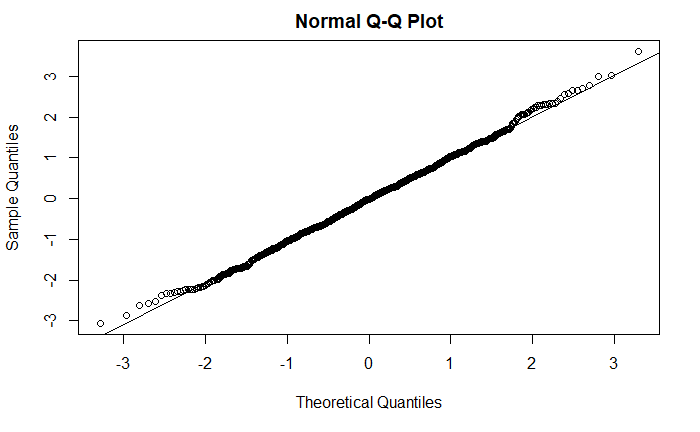 Normal Q-Q Plot
Sample Quantiles
3
2
1
0
-1
-2
-3
-3 -2 -1 0 1 2 3
Theoretical Quantiles